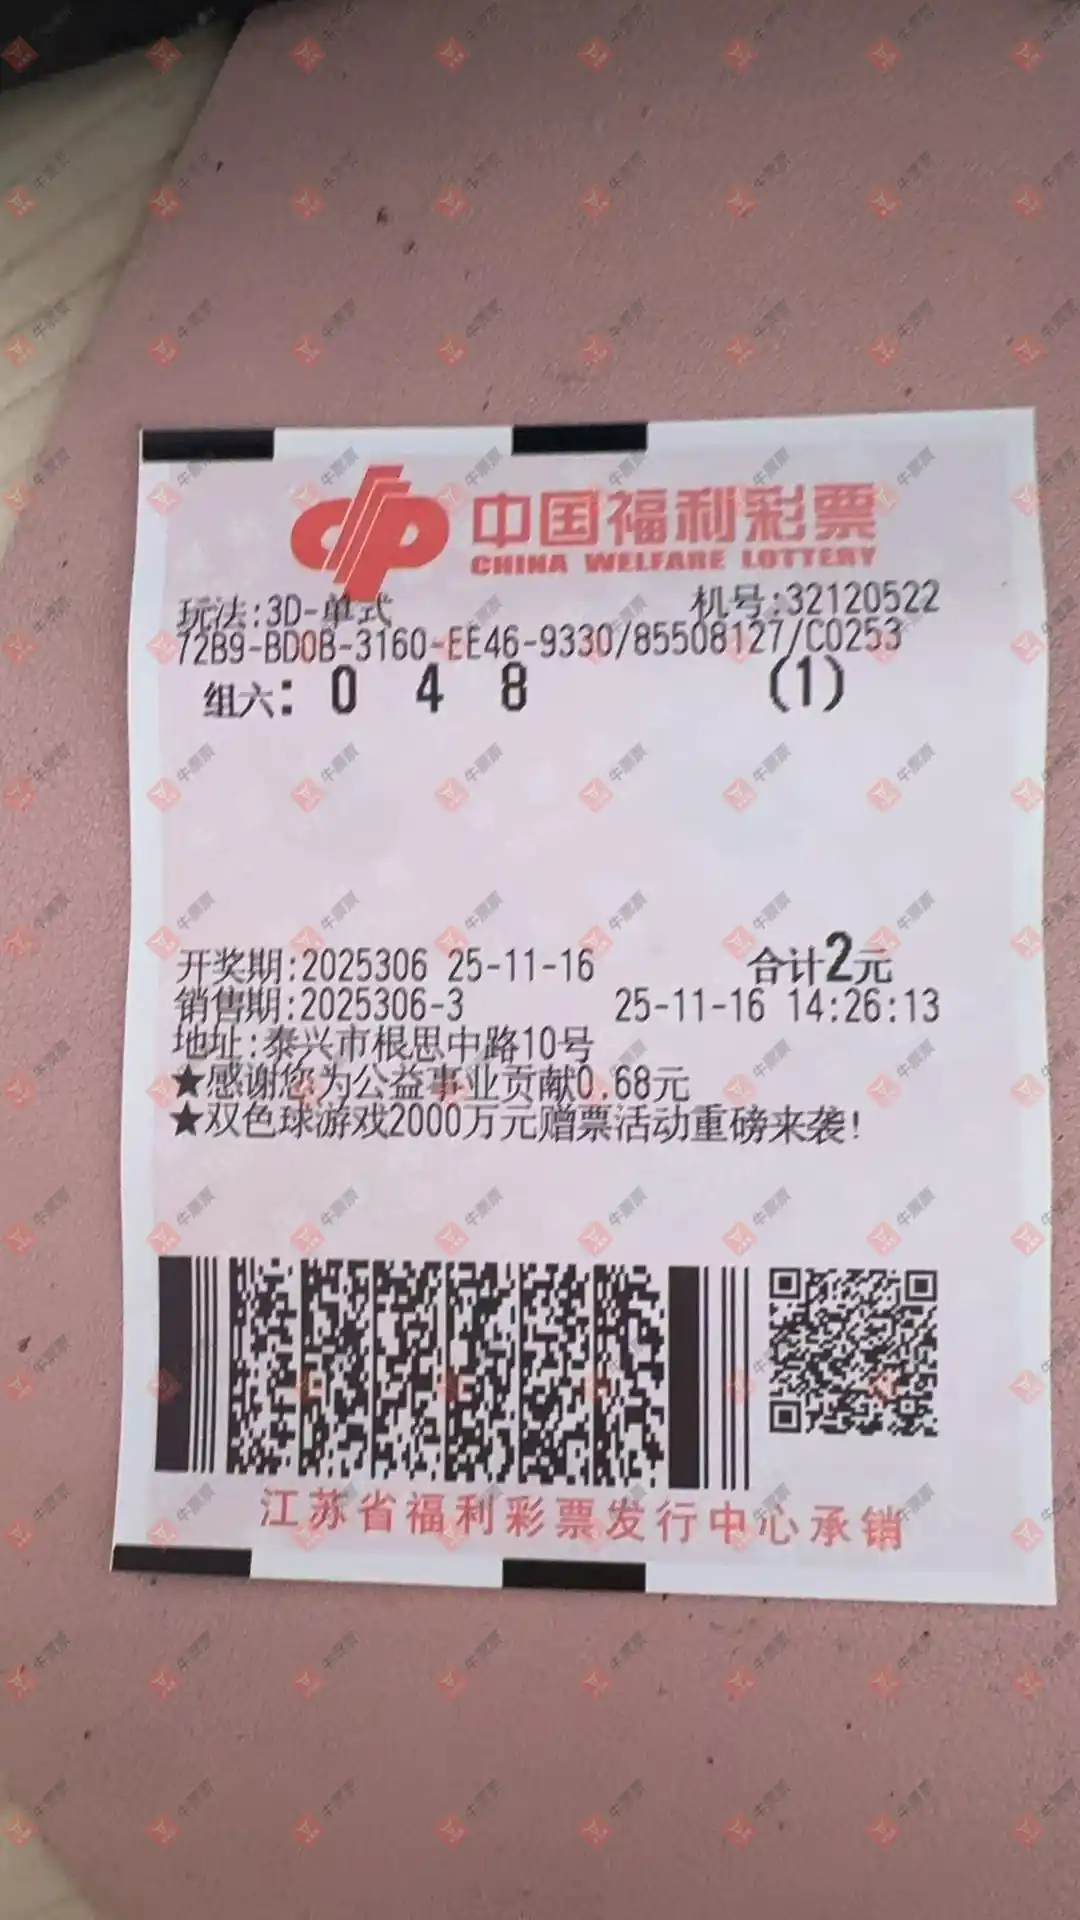 中国福利彩票
CHINA WELFARE LOTTERY
玩法:3D-单式 机号:32120522
72B9-BD0B-3160-EE46-9330/85508127/C0253
组六: 0 4 8 (1)
开奖期:2025306 25-11-16 合计2元
销售期:2025306-3 25-11-16 14:26:13
地址:泰兴市根思中路10号
★感谢您为公益事业贡献0.68元
★双色球游戏2000万元赠票活动重磅来袭!
江苏省福利彩票发行中心承销
牛票票